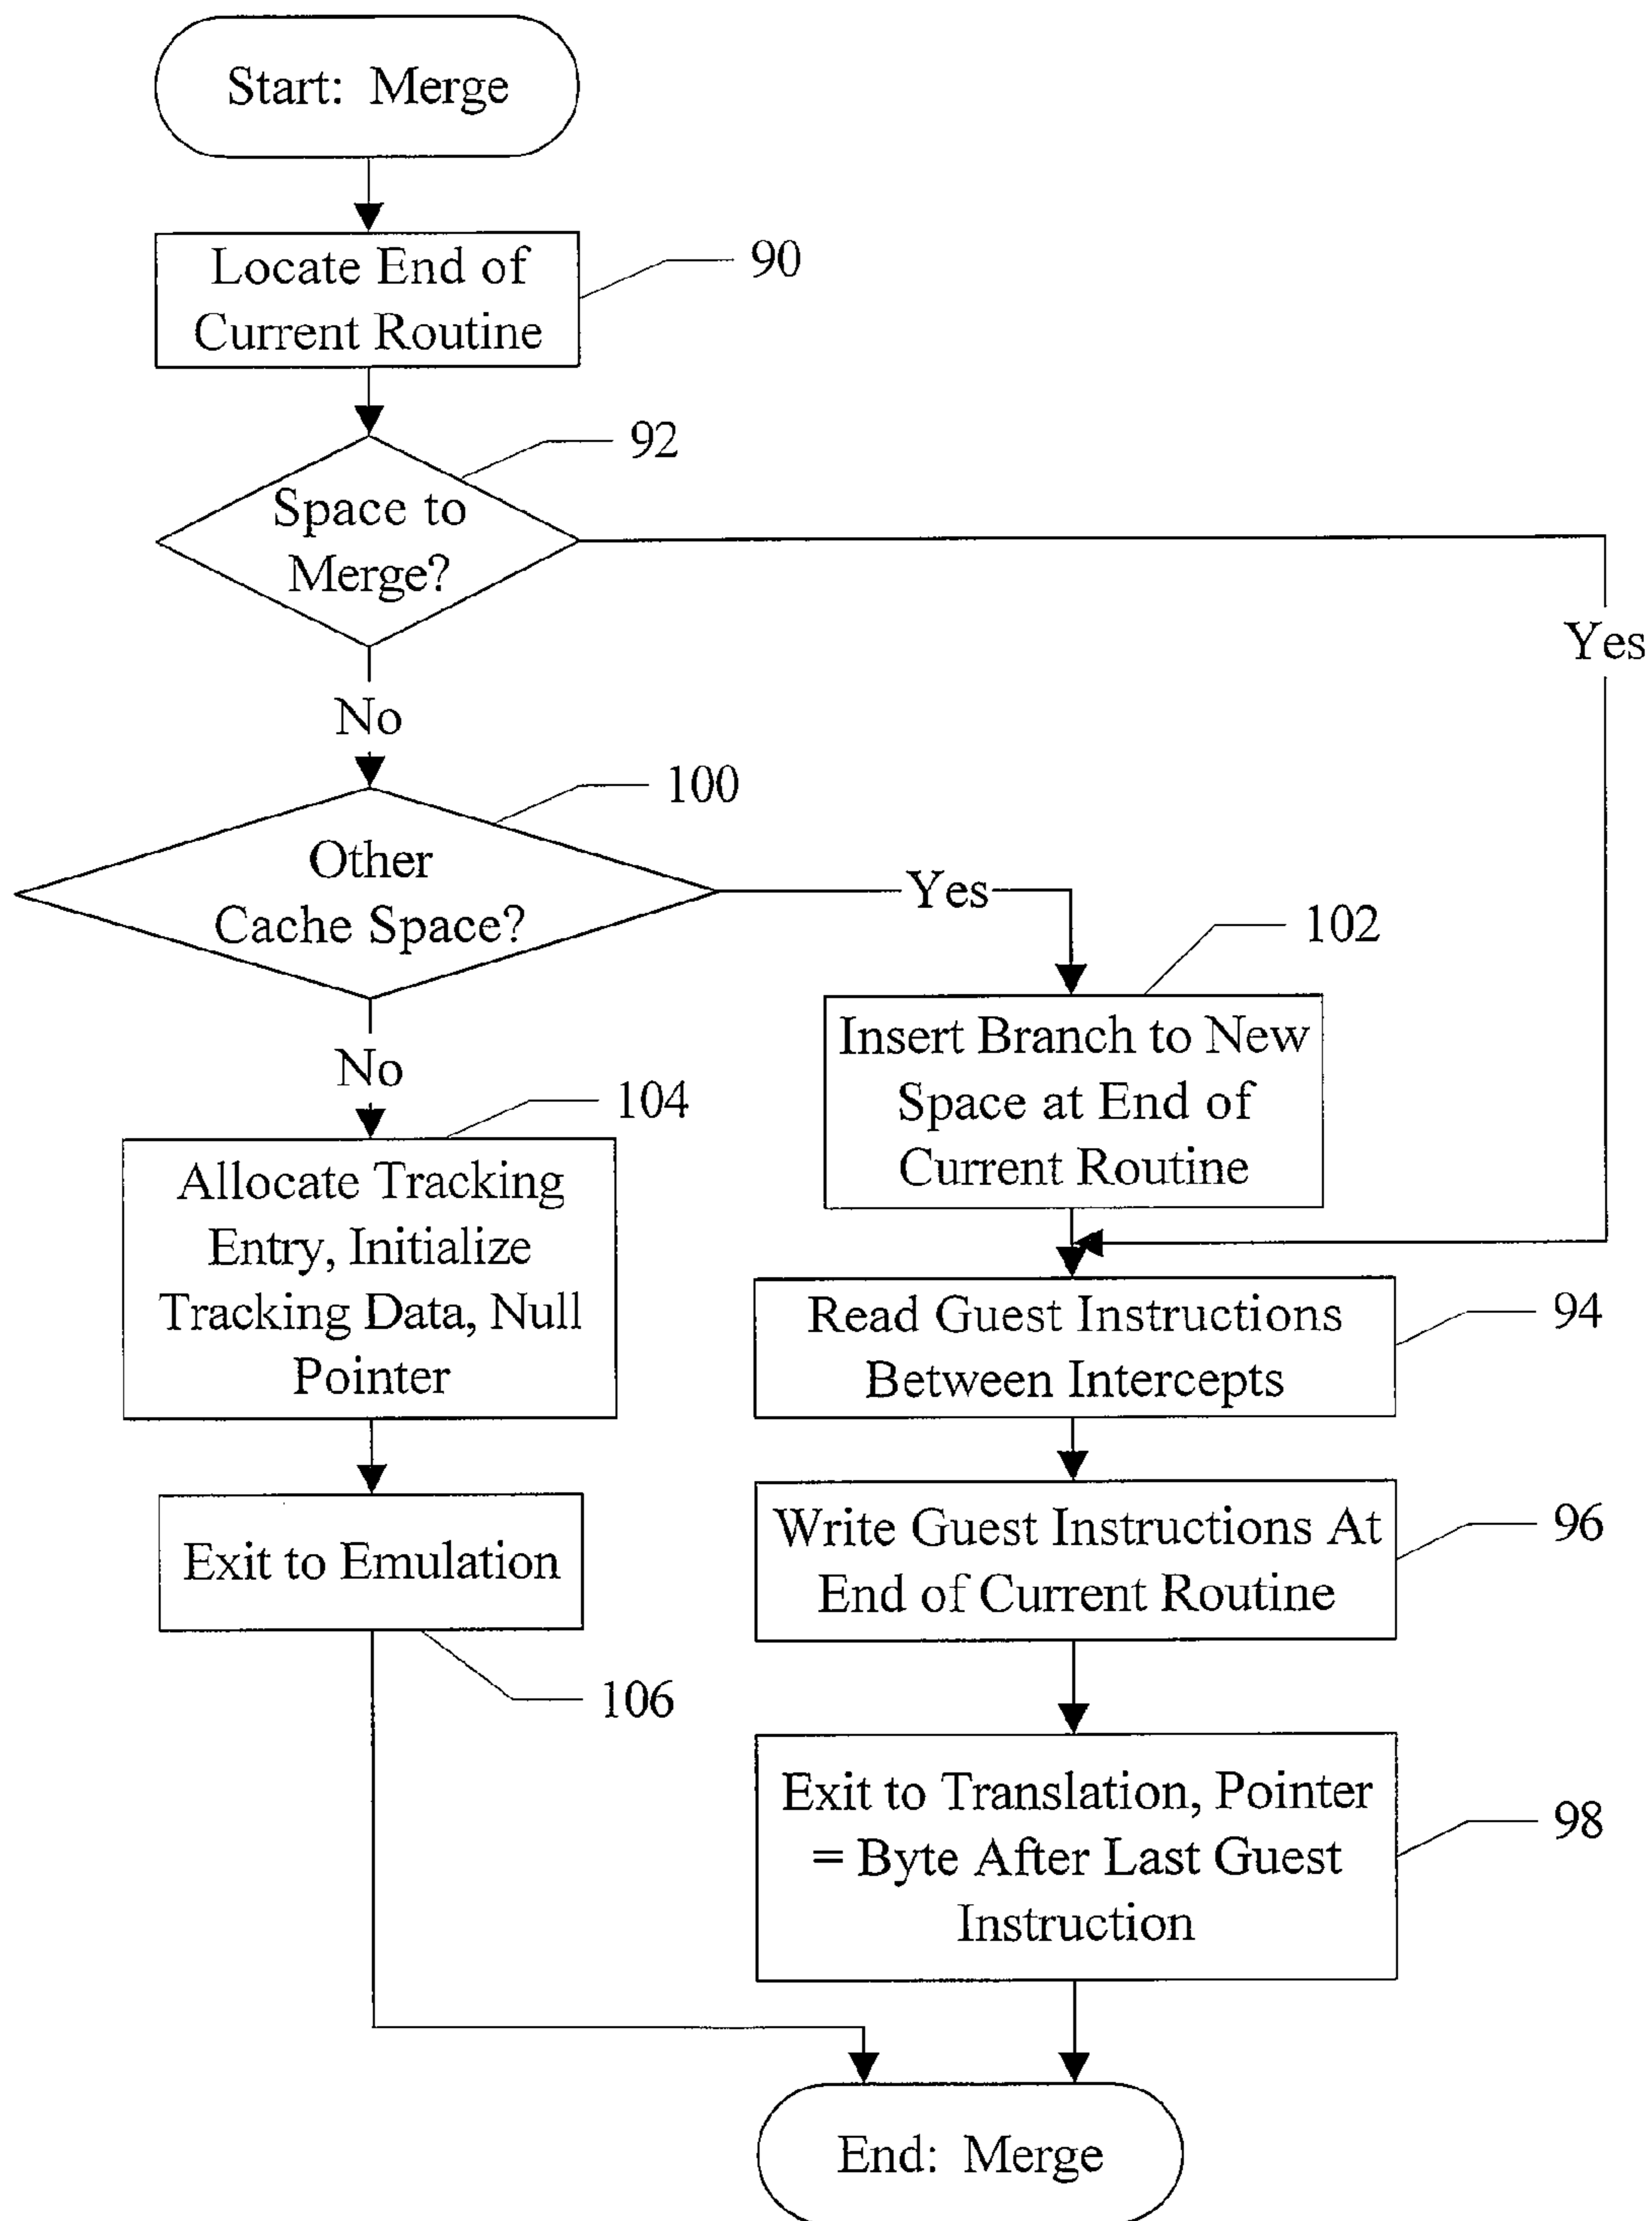 Start: Merge
Locate End of
Current Routine
90
92
Space to
Merge?
Yes
No
100
Other
Cache Space?
Yes
102
Insert Branch to New
Space at End of
Current Routine
No
104
Allocate Tracking
Entry, Initialize
Tracking Data, Null
Pointer
Read Guest Instructions
Between Intercepts
94
Exit to Emulation
106
Write Guest Instructions At
End of Current Routine
96
Exit to Translation, Pointer
= Byte After Last Guest
Instruction
98
End: Merge